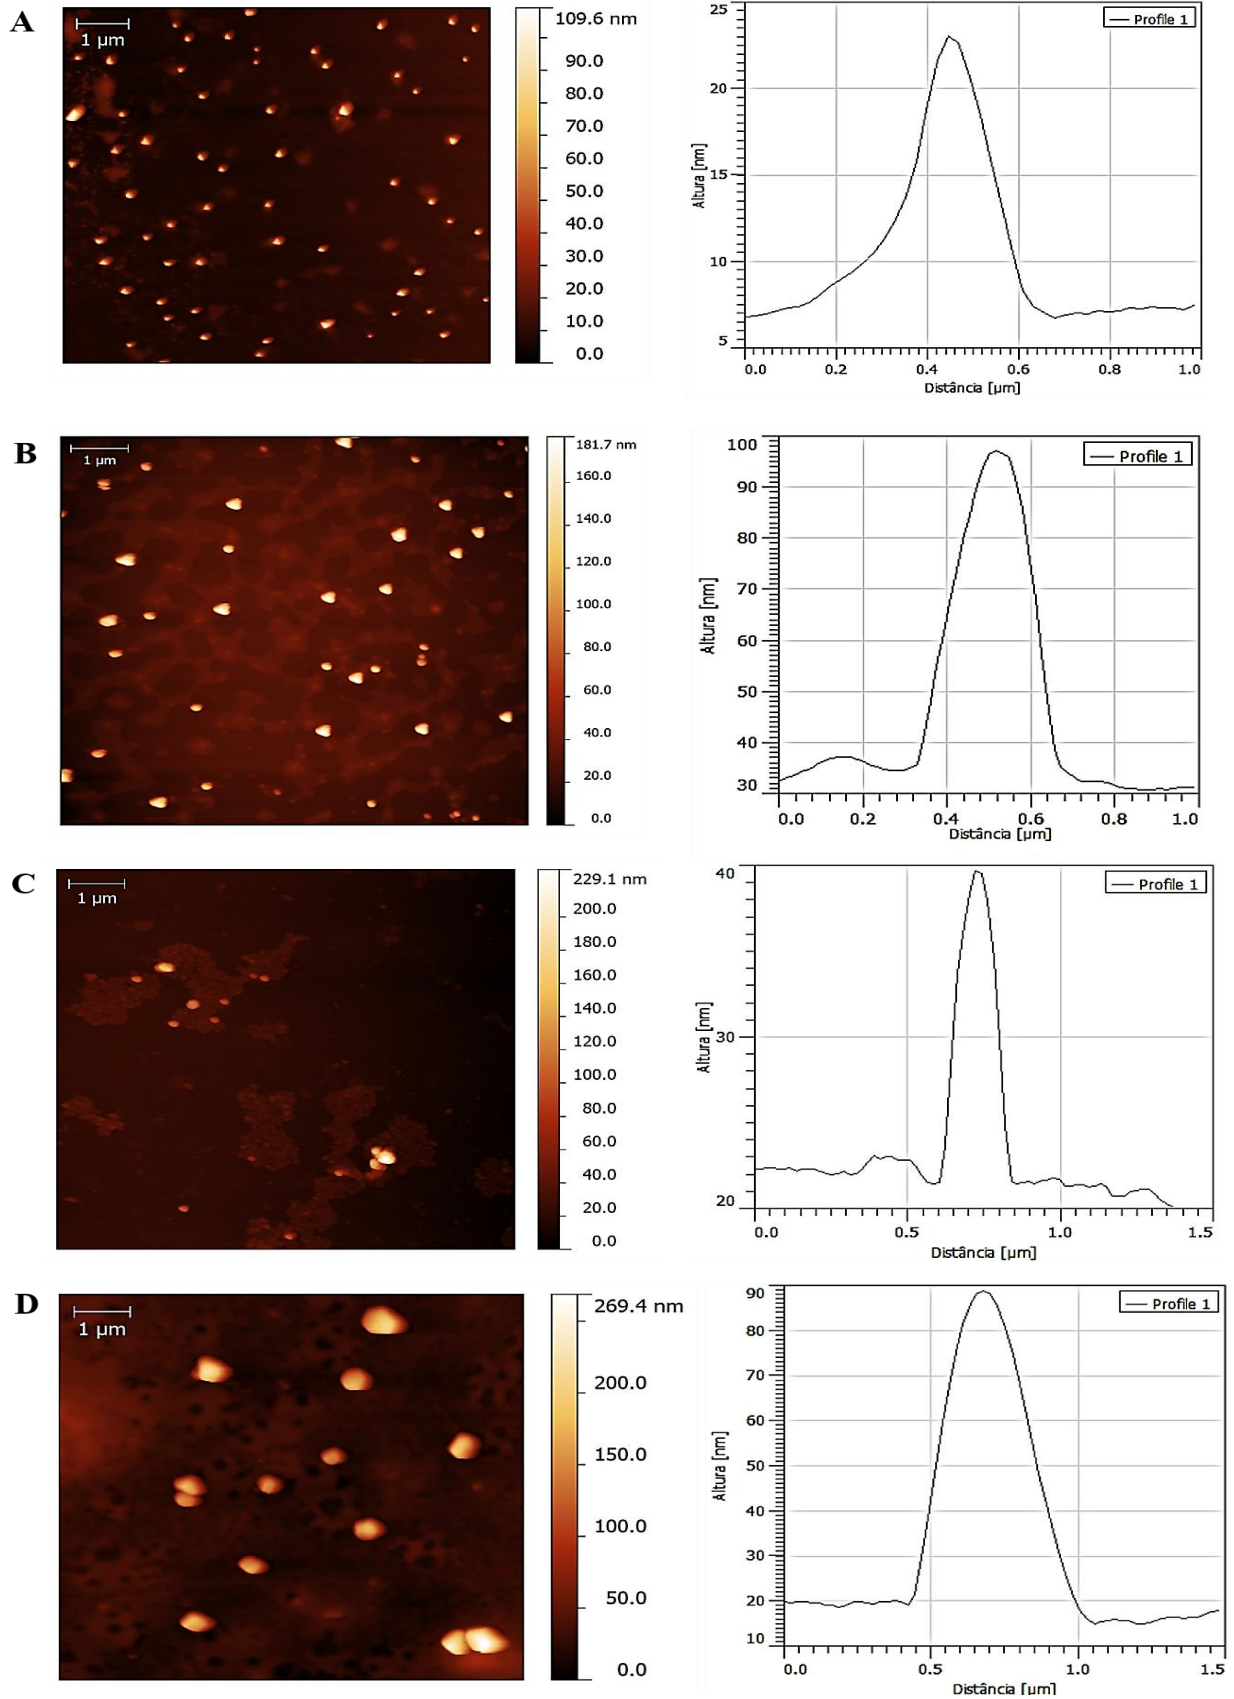 A
1 µm
109.6 nm
90.0
80.0
70.0
60.0
50.0
40.0
30.0
20.0
10.0
0.0
Profile 1
Altura [nm]
25
20
15
10
5
0.0 0.2 0.4 0.6 0.8 1.0
Distância [µm]
B
1 µm
181.7 nm
160.0
140.0
120.0
100.0
80.0
60.0
40.0
20.0
0.0
Profile 1
Altura [nm]
100
90
80
70
60
50
40
30
0.0 0.2 0.4 0.6 0.8 1.0
Distância [µm]
C
1 µm
229.1 nm
200.0
180.0
160.0
140.0
120.0
100.0
80.0
60.0
40.0
20.0
0.0
Profile 1
Altura [nm]
40
30
20
0.0 0.5 1.0 1.5
Distância [µm]
D
1 µm
269.4 nm
200.0
150.0
100.0
50.0
0.0
Profile 1
Altura [nm]
90
80
70
60
50
40
30
20
10
0.0 0.5 1.0 1.5
Distância [µm]